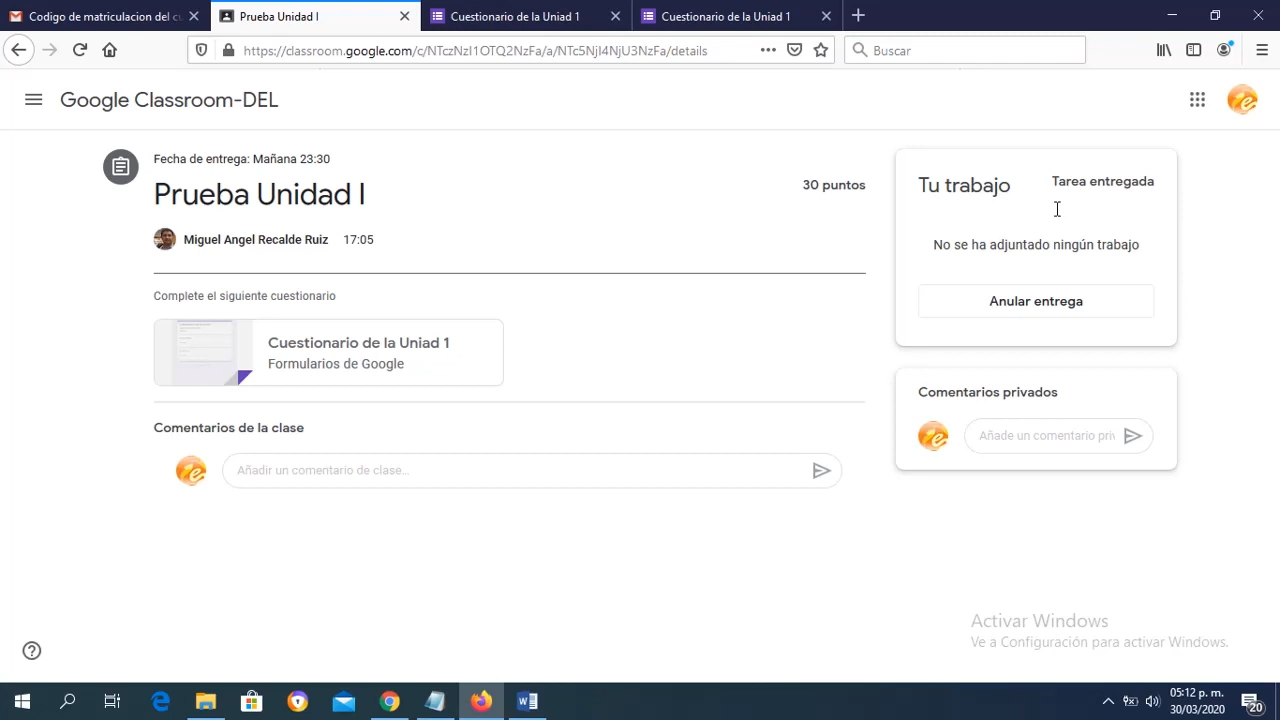 Codigo de matriculacion del cu
Prueba Unidad I
Cuestionario de la Uniad 1
Cuestionario de la Uniad 1
https://classroom.google.com/c/NTczNzI1OTQ2NzFa/a/NTc5NjI4NjU3NzFa/details
Buscar
Google Classroom-DEL
Fecha de entrega: Mañana 23:30
Prueba Unidad I
30 puntos
Miguel Angel Recalde Ruiz 17:05
Complete el siguiente cuestionario
Cuestionario de la Uniad 1
Formularios de Google
Comentarios de la clase
Añadir un comentario de clase...
Tu trabajo
Tarea entregada
No se ha adjuntado ningún trabajo
Anular entrega
Comentarios privados
Añade un comentario priv
Activar Windows
Ve a Configuración para activar Windows.
05:12 p. m.
30/03/2020
20